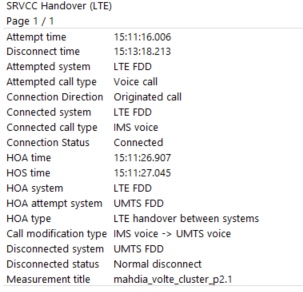 SRVCC Handover (LTE)
Page 1 / 1
Attempt time 15:11:16.006
Disconnect time 15:13:18.213
Attempted system LTE FDD
Attempted call type Voice call
Connection Direction Originated call
Connected system LTE FDD
Connected call type IMS voice
Connection Status Connected
HOA time 15:11:26.907
HOS time 15:11:27.045
HOA system LTE FDD
HOA attempt system UMTS FDD
HOA type LTE handover between systems
Call modification type IMS voice -> UMTS voice
Disconnected system UMTS FDD
Disconnected status Normal disconnect
Measurement title mahdia_volte_cluster_p2.1